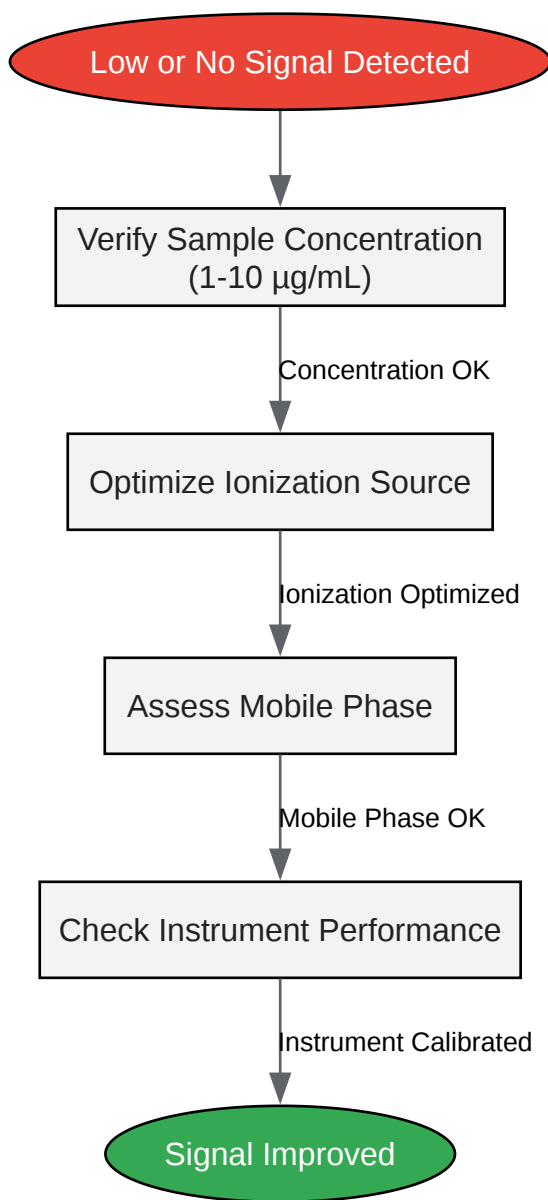 Low or No Signal Detected
Verify Sample Concentration
(1-10 µg/mL)
Concentration OK
Optimize Ionization Source
Ionization Optimized
Assess Mobile Phase
Mobile Phase OK
Check Instrument Performance
Instrument Calibrated
Signal Improved